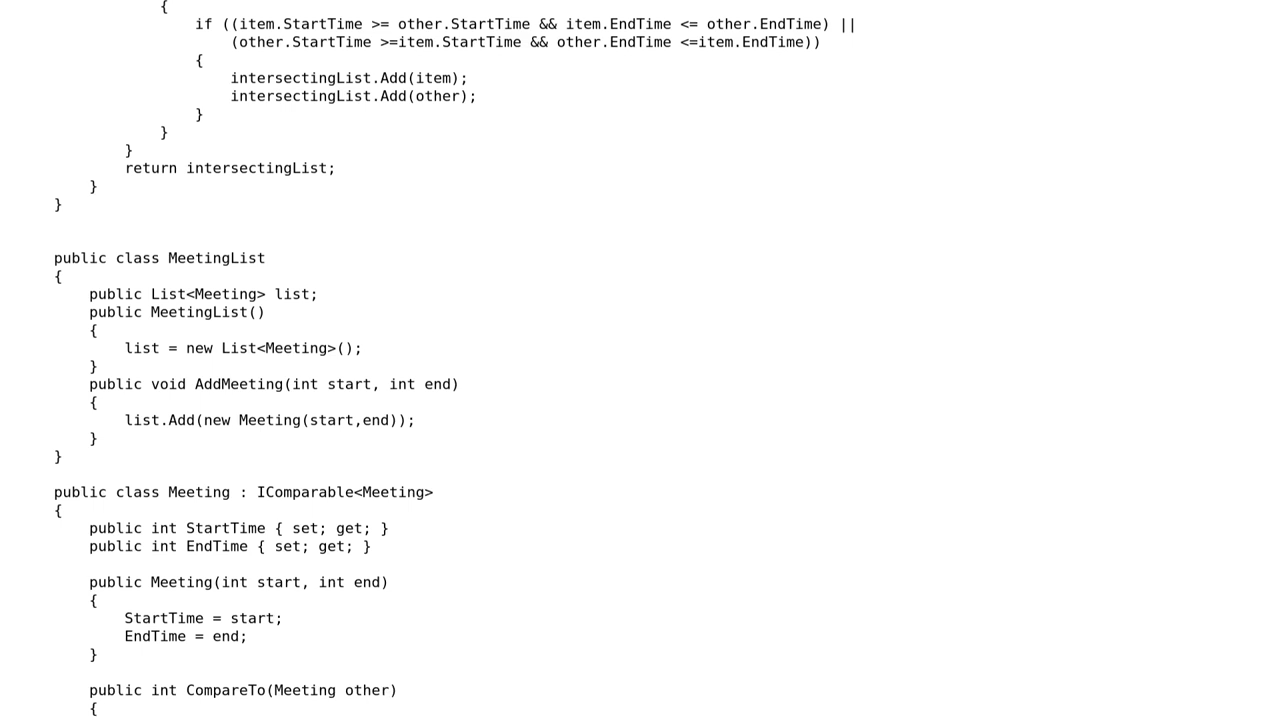 {
if ((item.StartTime >= other.StartTime && item.EndTime <= other.EndTime) ||
(other.StartTime >=item.StartTime && other.EndTime <=item.EndTime))
{
intersectingList.Add(item);
intersectingList.Add(other);
}
}
}
return intersectingList;
}
}
public class MeetingList
{
public List<Meeting> list;
public MeetingList()
{
list = new List<Meeting>();
}
public void AddMeeting(int start, int end)
{
list.Add(new Meeting(start,end));
}
}
public class Meeting : IComparable<Meeting>
{
public int StartTime { set; get; }
public int EndTime { set; get; }
public Meeting(int start, int end)
{
StartTime = start;
EndTime = end;
}
public int CompareTo(Meeting other)
{